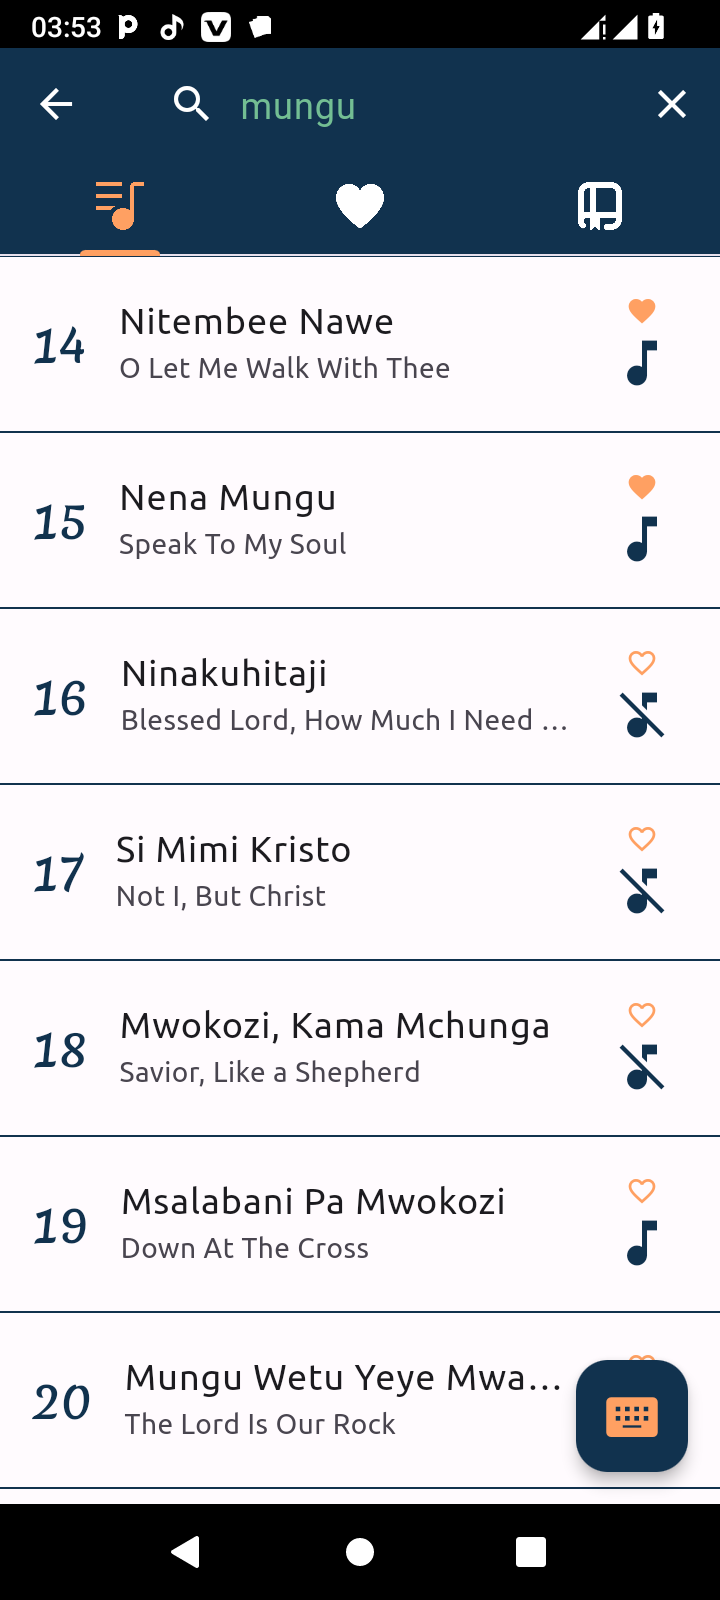 03:53
mungu
14
Nitembee Nawe
O Let Me Walk With Thee
15
Nena Mungu
Speak To My Soul
16
Ninakuhitaji
Blessed Lord, How Much I Need ...
17
Si Mimi Kristo
Not I, But Christ
18
Mwokozi, Kama Mchunga
Savior, Like a Shepherd
19
Msalabani Pa Mwokozi
Down At The Cross
20
Mungu Wetu Yeye Mwa...
The Lord Is Our Rock